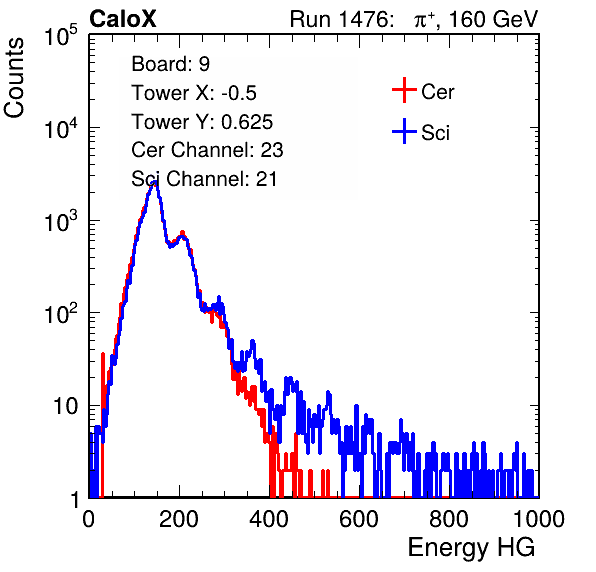 CaloX Run 1476: π⁺, 160 GeV
Board: 9
Tower X: -0.5
Tower Y: 0.625
Cer Channel: 23
Sci Channel: 21
Cer
Sci
Counts
10⁵
10⁴
10³
10²
10
1
0 200 400 600 800 1000
Energy HG